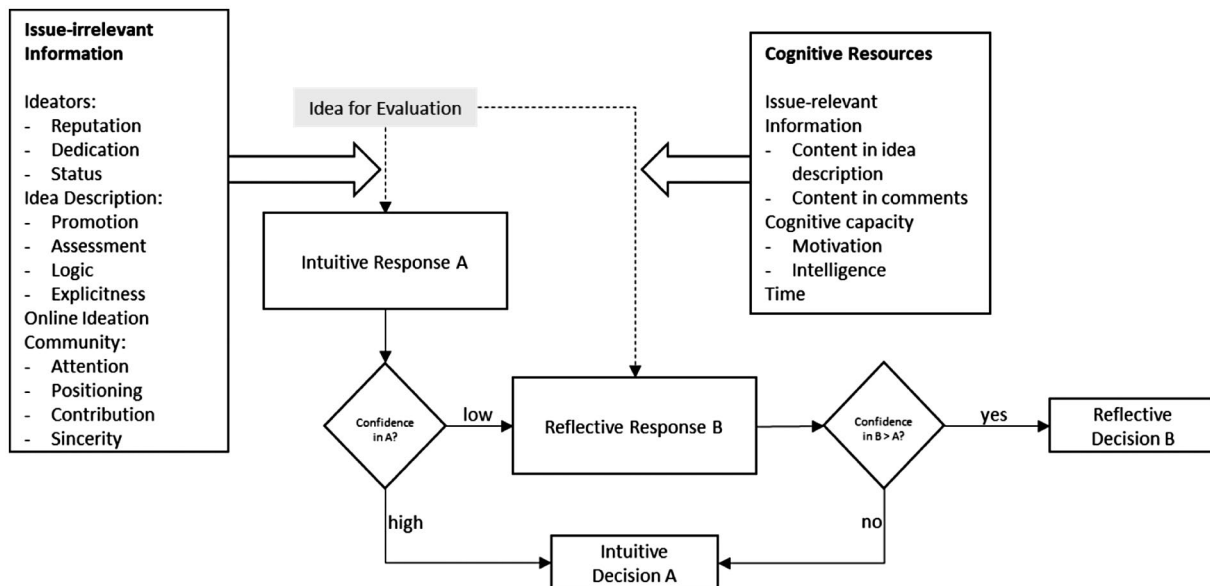 Issue-irrelevant
Information
Ideators:
- Reputation
- Dedication
- Status
Idea Description:
- Promotion
- Assessment
- Logic
- Explicitness
Online Ideation
Community:
- Attention
- Positioning
- Contribution
- Sincerity
Idea for Evaluation
Cognitive Resources
Issue-relevant
Information
- Content in idea
description
- Content in comments
Cognitive capacity
- Motivation
- Intelligence
Time
Intuitive Response A
Confidence
in A?
low
high
Reflective Response B
Confidence
in B > A?
yes
no
Reflective
Decision B
Intuitive
Decision A